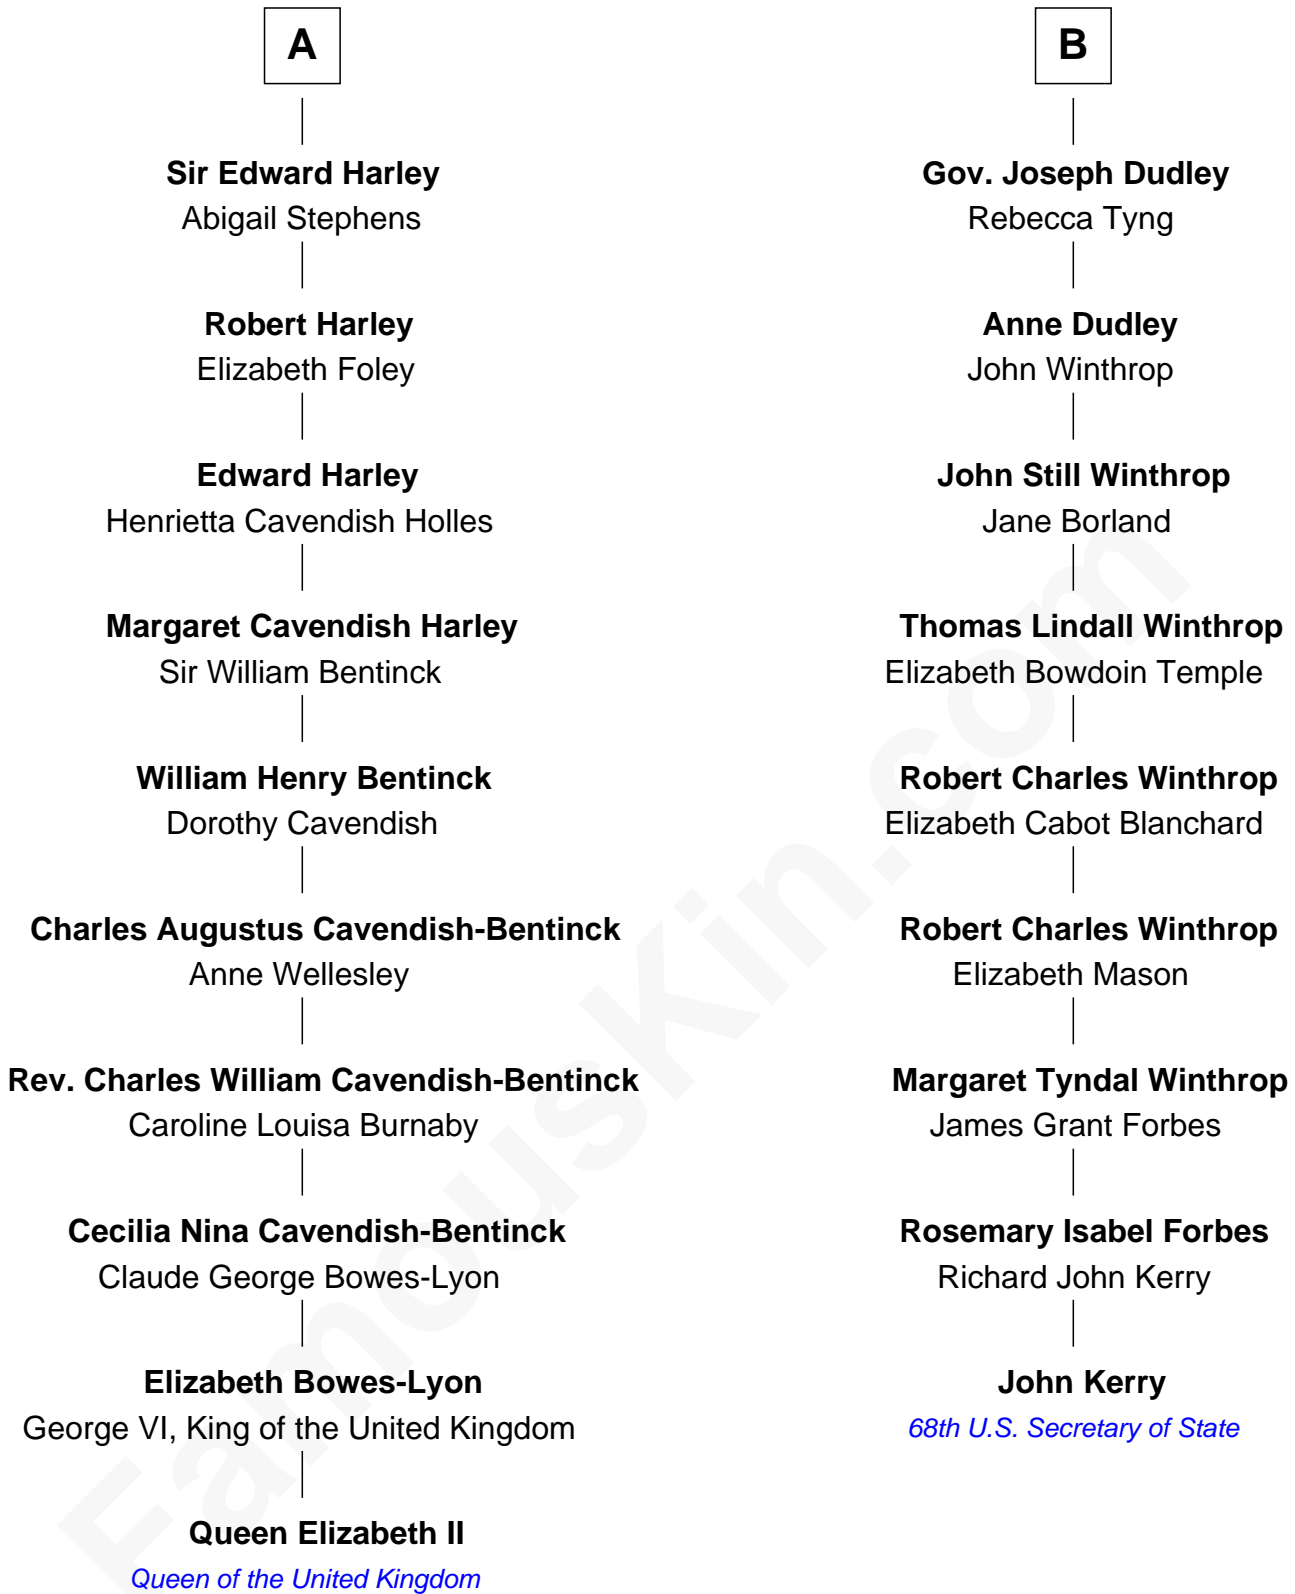 A
Sir Edward Harley
Abigail Stephens
Robert Harley
Elizabeth Foley
Edward Harley
Henrietta Cavendish Holles
Margaret Cavendish Harley
Sir William Bentinck
William Henry Bentinck
Dorothy Cavendish
Charles Augustus Cavendish-Bentinck
Anne Wellesley
Rev. Charles William Cavendish-Bentinck
Caroline Louisa Burnaby
Cecilia Nina Cavendish-Bentinck
Claude George Bowes-Lyon
Elizabeth Bowes-Lyon
George VI, King of the United Kingdom
Queen Elizabeth II
Queen of the United Kingdom
B
Gov. Joseph Dudley
Rebecca Tyng
Anne Dudley
John Winthrop
John Still Winthrop
Jane Borland
Thomas Lindall Winthrop
Elizabeth Bowdoin Temple
Robert Charles Winthrop
Elizabeth Cabot Blanchard
Robert Charles Winthrop
Elizabeth Mason
Margaret Tyndal Winthrop
James Grant Forbes
Rosemary Isabel Forbes
Richard John Kerry
John Kerry
68th U.S. Secretary of State
FamousKin.com